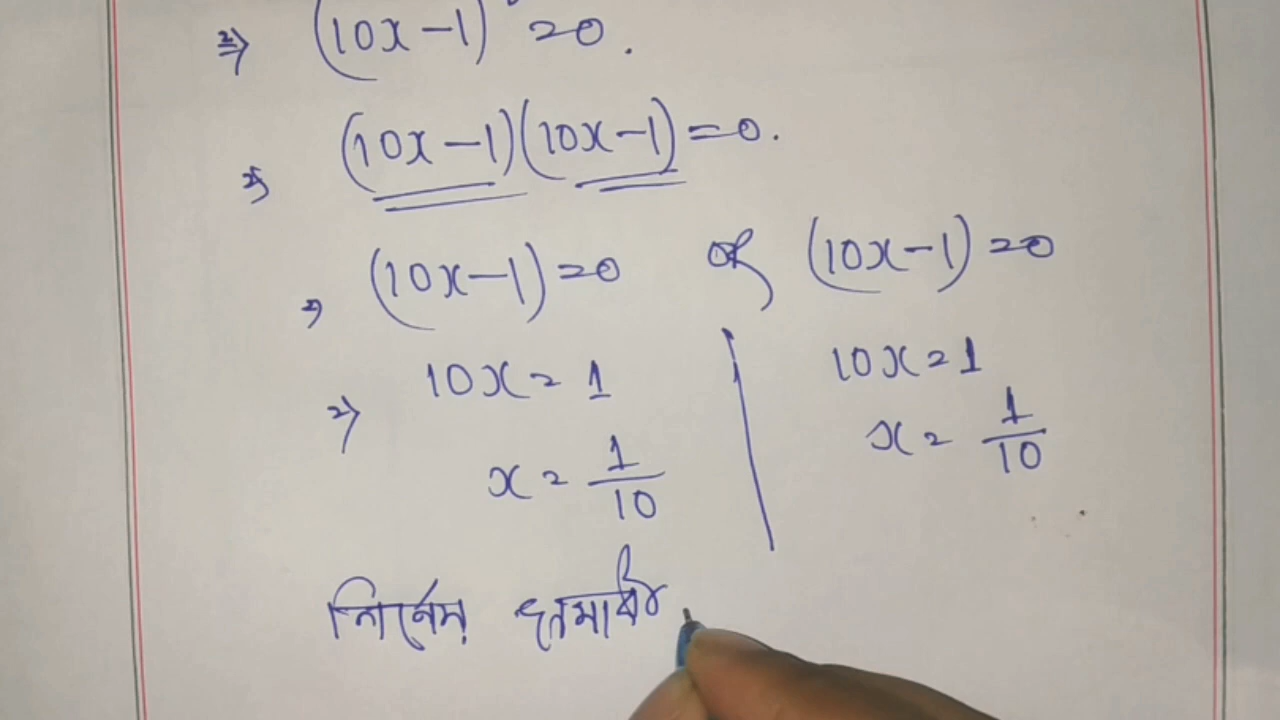 ⇒ (10x-1)² = 0.
⇒ (10x-1)(10x-1) = 0.
⇒ (10x-1) = 0 or (10x-1) = 0
⇒ 10x = 1 | 10x = 1
x = 1/10 | x = 1/10
নির্নেয়